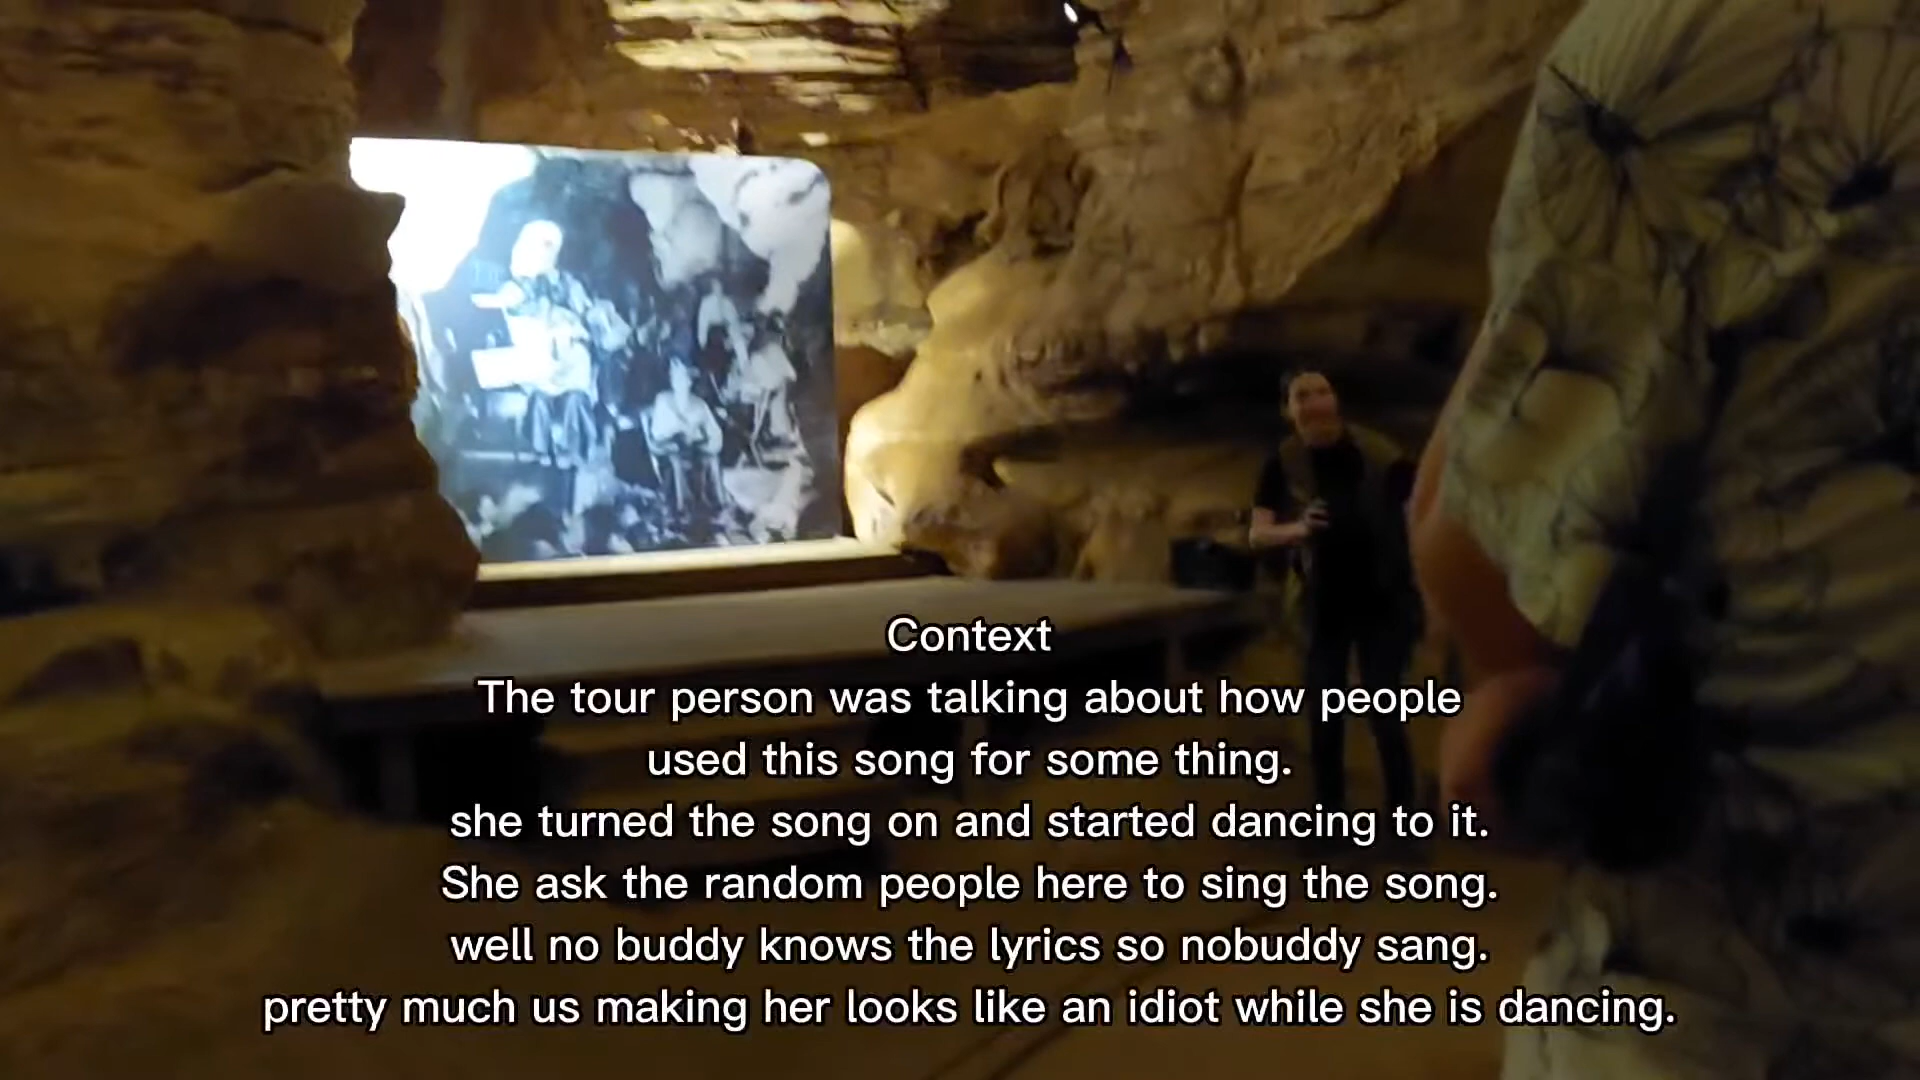 Context
The tour person was talking about how people
used this song for some thing.
she turned the song on and started dancing to it.
She ask the random people here to sing the song.
well no buddy knows the lyrics so nobuddy sang.
pretty much us making her looks like an idiot while she is dancing.